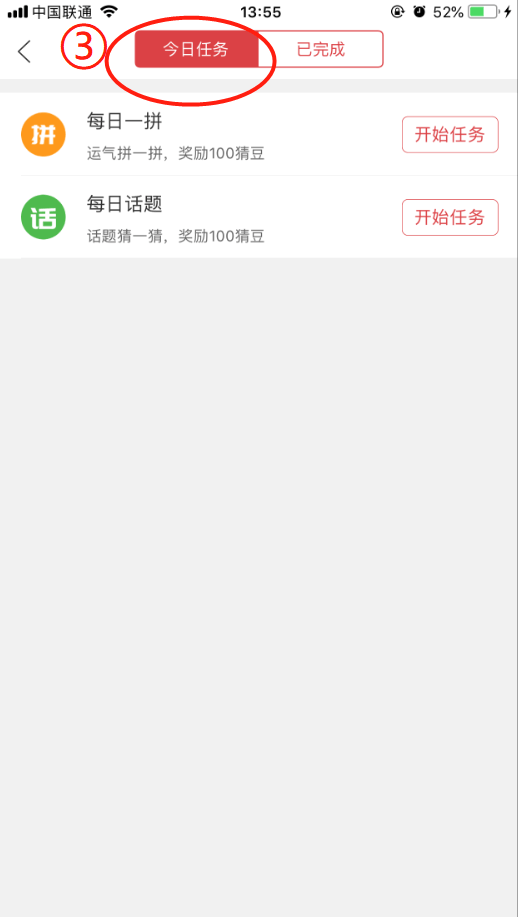 中国联通 13:55 52%
③ 今日任务 已完成
拼 每日一拼 开始任务
运气拼一拼，奖励100猜豆
话 每日话题 开始任务
话题猜一猜，奖励100猜豆